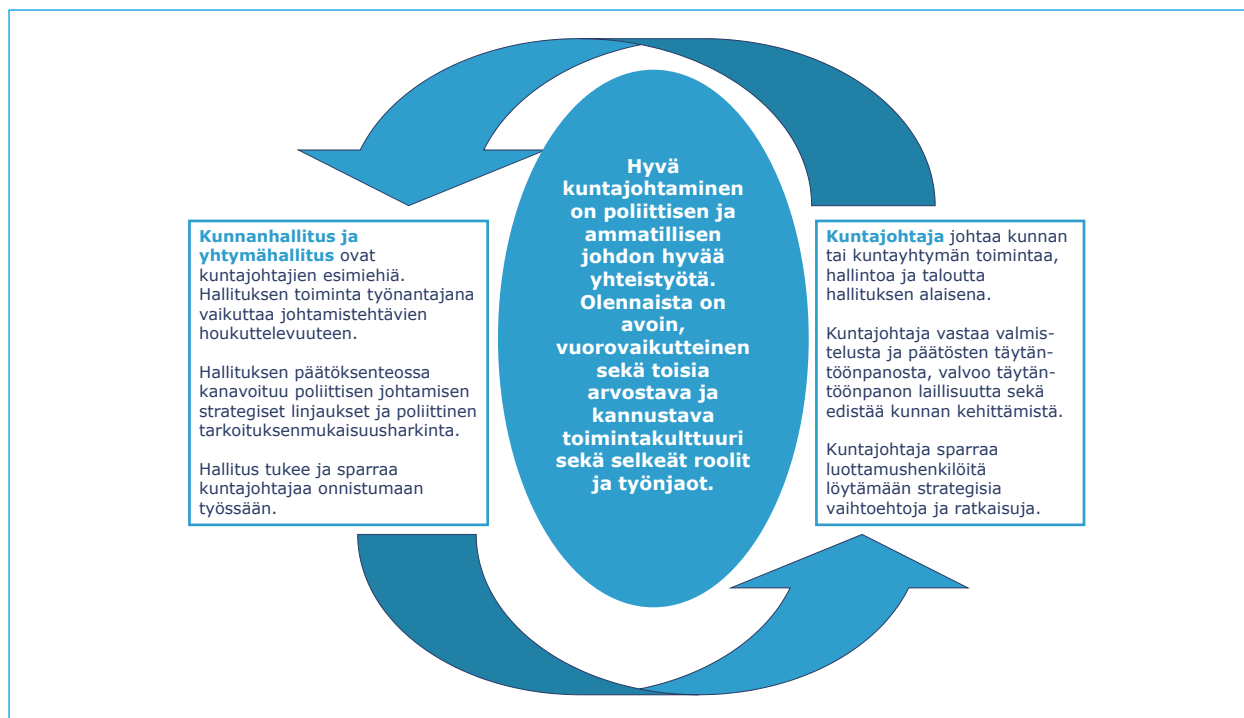 Kunnanhallitus ja
yhtymähallitus ovat
kuntajohtajien esimiehiä.
Hallituksen toiminta työnantajana
vaikuttaa johtamistehtävien
houkuttelevuuteen.
Hallituksen päätöksenteossa
kanavoituu poliittisen johtamisen
strategiset linjaukset ja poliittinen
tarkoituksenmukaisuusharkinta.
Hallitus tukee ja sparraa
kuntajohtajaa onnistumaan
työssään.
Hyvä
kuntajohtaminen
on poliittisen ja
ammatillisen
johdon hyvää
yhteistyötä.
Olennaista on
avoin,
vuorovaikutteinen
sekä toisia
arvostava ja
kannustava
toimintakulttuuri
sekä selkeät roolit
ja työnjaot.
Kuntajohtaja johtaa kunnan
tai kuntayhtymän toimintaa,
hallintoa ja taloutta
hallituksen alaisena.
Kuntajohtaja vastaa valmis-
telusta ja päätösten täytän-
töönpanosta, valvoo täytän-
töönpanon laillisuutta sekä
edistää kunnan kehittämistä.
Kuntajohtaja sparraa
luottamushenkilöitä
löytämään strategisia
vaihtoehtoja ja ratkaisuja.